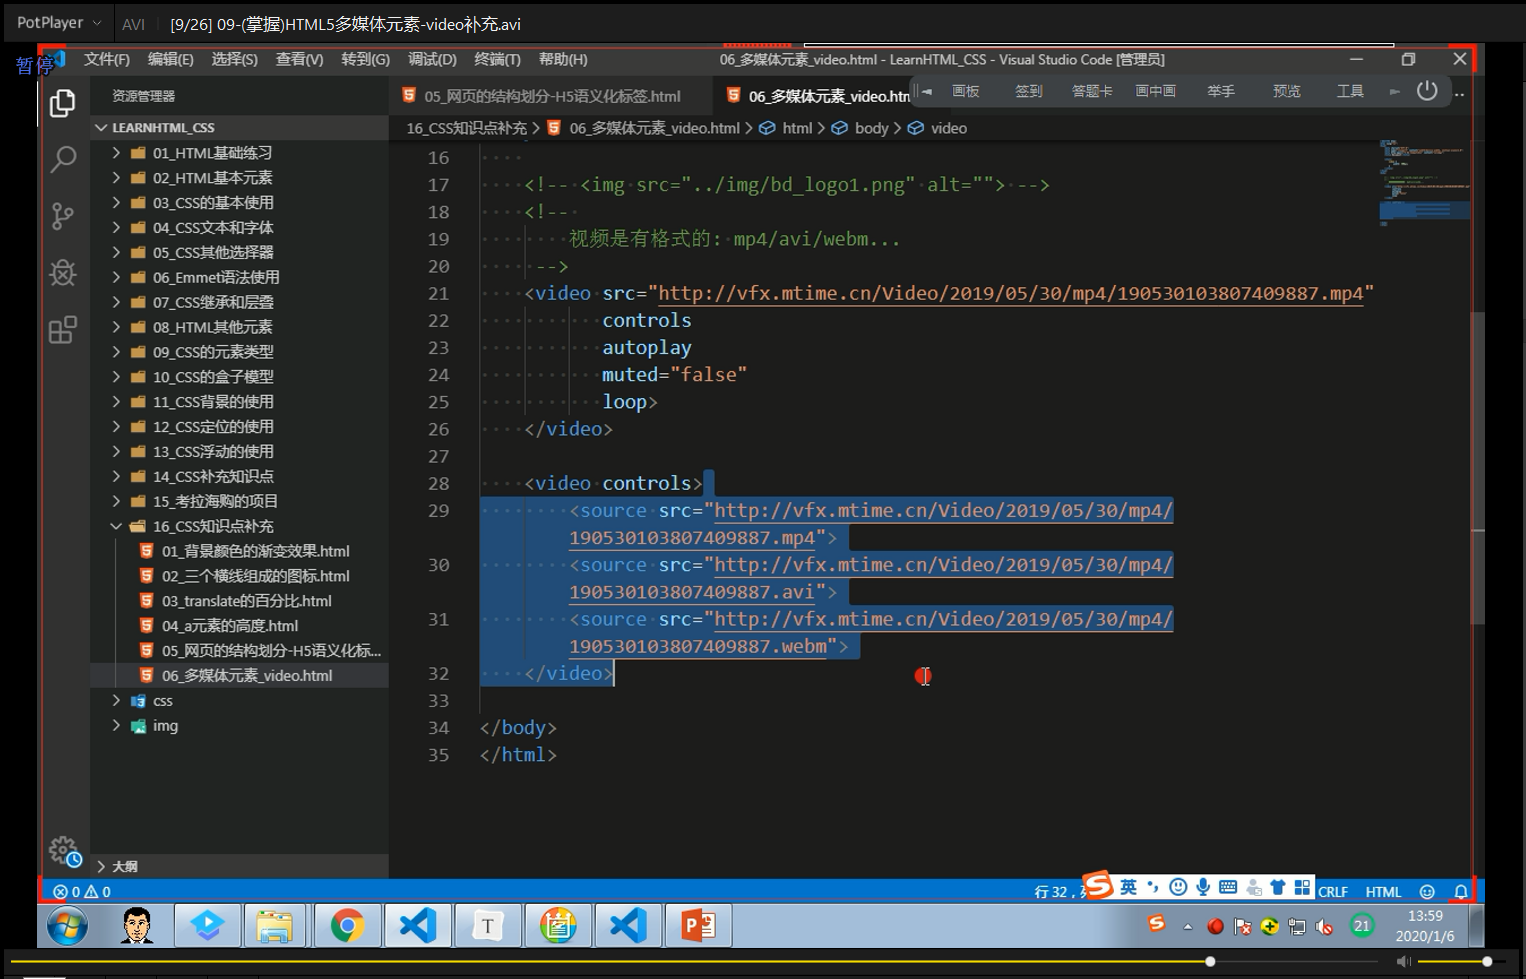 PotPlayer AVI [9/26] 09-(掌握)HTML5多媒体元素-video补充.avi
暂停
文件(F) 编辑(E) 选择(S) 查看(V) 转到(G) 调试(D) 终端(T) 帮助(H) 06_多媒体元素_video.html - LearnHTML_CSS - Visual Studio Code [管理员]
资源管理器
05_网页的结构划分-H5语义化标签.html 06_多媒体元素_video.htm
画板 签到 答题卡 画中画 举手 预览 工具
16_CSS知识点补充 > 06_多媒体元素_video.html > html > body > video
LEARNHTML_CSS
01_HTML基础练习
02_HTML基本元素
03_CSS的基本使用
04_CSS文本和字体
05_CSS其他选择器
06_Emmet语法使用
07_CSS继承和层叠
08_HTML其他元素
09_CSS的元素类型
10_CSS的盒子模型
11_CSS背景的使用
12_CSS定位的使用
13_CSS浮动的使用
14_CSS补充知识点
15_考拉海购的项目
16_CSS知识点补充
01_背景颜色的渐变效果.html
02_三个横线组成的图标.html
03_translate的百分比.html
04_a元素的高度.html
05_网页的结构划分-H5语义化标...
06_多媒体元素_video.html
css
img
大纲
16
17 <!-- <img src="../img/bd_logo1.png" alt=""> -->
18 <!--
19 视频是有格式的: mp4/avi/webm...
20 -->
21 <video src="http://vfx.mtime.cn/Video/2019/05/30/mp4/190530103807409887.mp4"
22 controls
23 autoplay
24 muted="false"
25 loop>
26 </video>
27
28 <video controls>
29 <source src="http://vfx.mtime.cn/Video/2019/05/30/mp4/
190530103807409887.mp4">
30 <source src="http://vfx.mtime.cn/Video/2019/05/30/mp4/
190530103807409887.avi">
31 <source src="http://vfx.mtime.cn/Video/2019/05/30/mp4/
190530103807409887.webm">
32 </video>
33
34 </body>
35 </html>
0 0 行 32, 英 CRLF HTML
T 21 13:59
2020/1/6